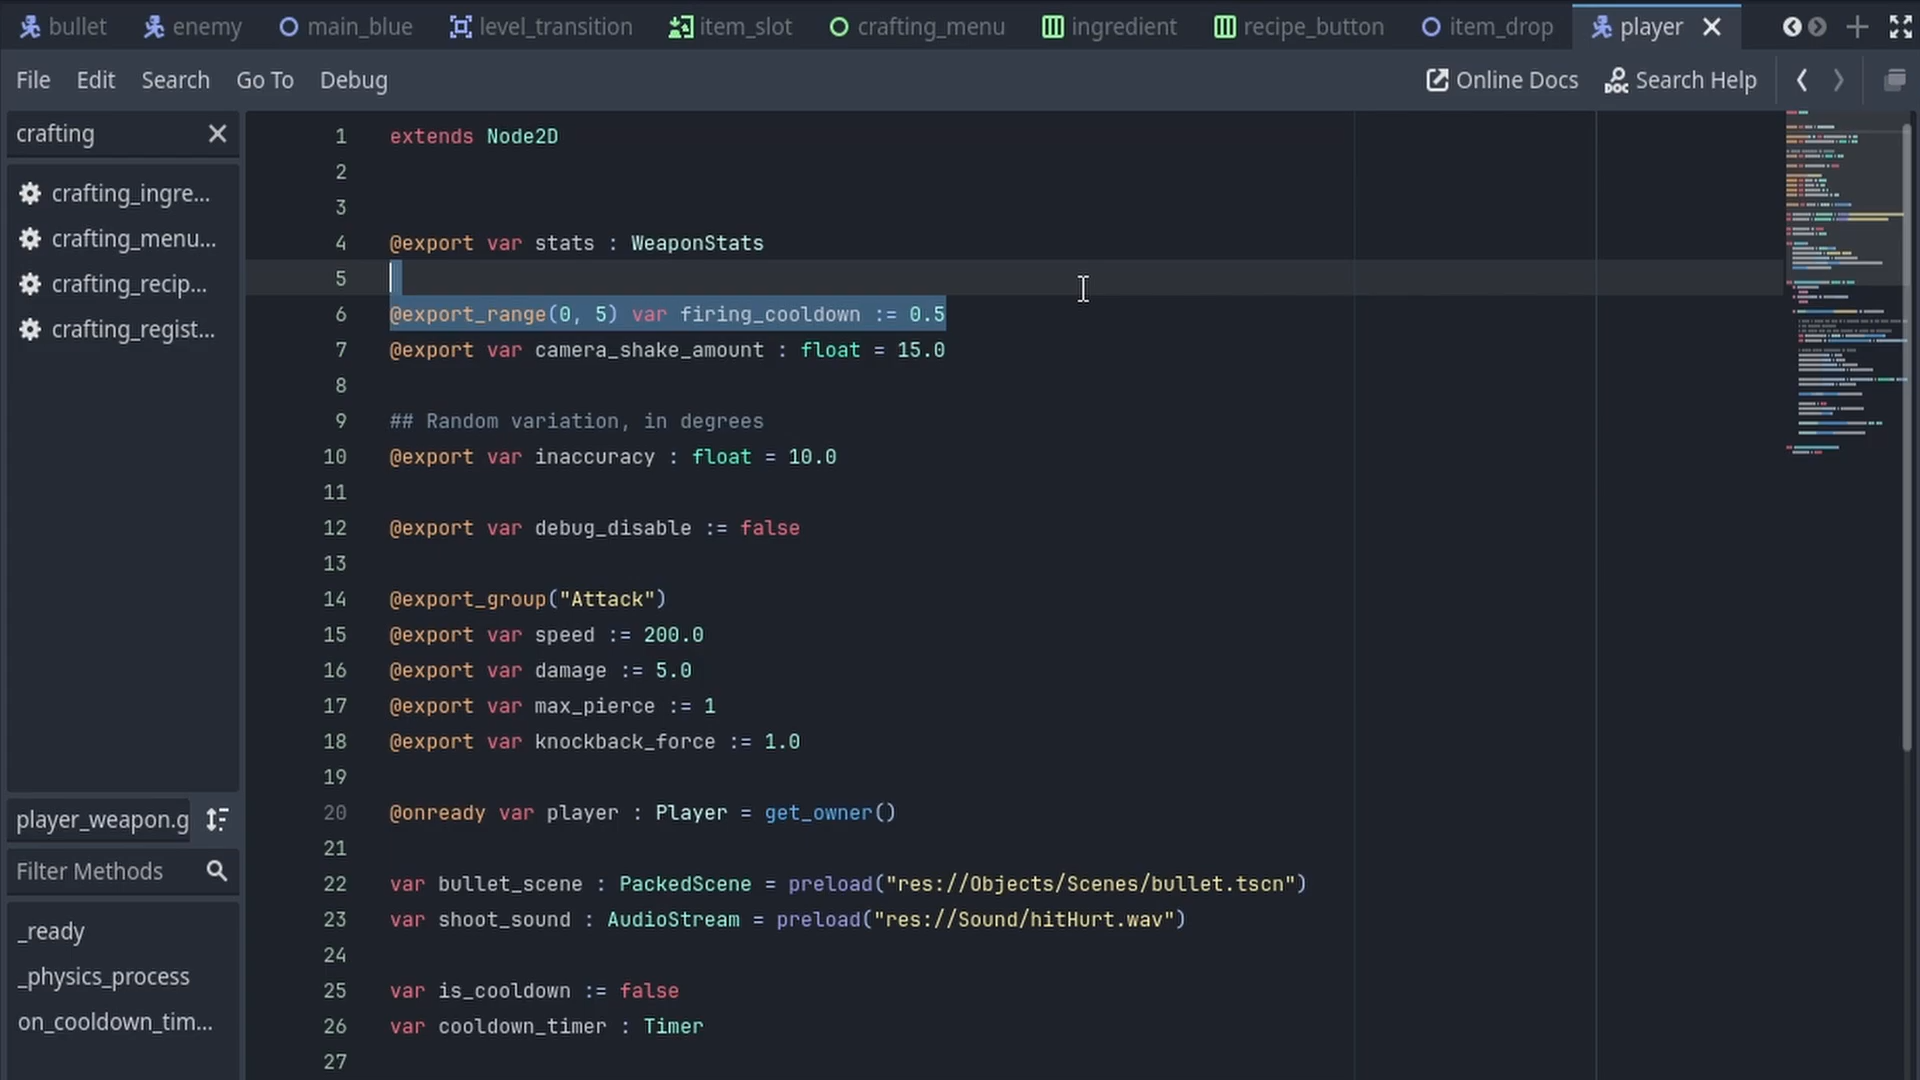 bullet enemy main_blue level_transition item_slot crafting_menu ingredient recipe_button item_drop player
File Edit Search Go To Debug Online Docs Search Help
crafting
crafting_ingre...
crafting_menu...
crafting_recip...
crafting_regist...
player_weapon.g
Filter Methods
_ready
_physics_process
on_cooldown_tim...
1 extends Node2D
2
3
4 @export var stats : WeaponStats
5
6 @export_range(0, 5) var firing_cooldown := 0.5
7 @export var camera_shake_amount : float = 15.0
8
9 ## Random variation, in degrees
10 @export var inaccuracy : float = 10.0
11
12 @export var debug_disable := false
13
14 @export_group("Attack")
15 @export var speed := 200.0
16 @export var damage := 5.0
17 @export var max_pierce := 1
18 @export var knockback_force := 1.0
19
20 @onready var player : Player = get_owner()
21
22 var bullet_scene : PackedScene = preload("res://Objects/Scenes/bullet.tscn")
23 var shoot_sound : AudioStream = preload("res://Sound/hitHurt.wav")
24
25 var is_cooldown := false
26 var cooldown_timer : Timer
27